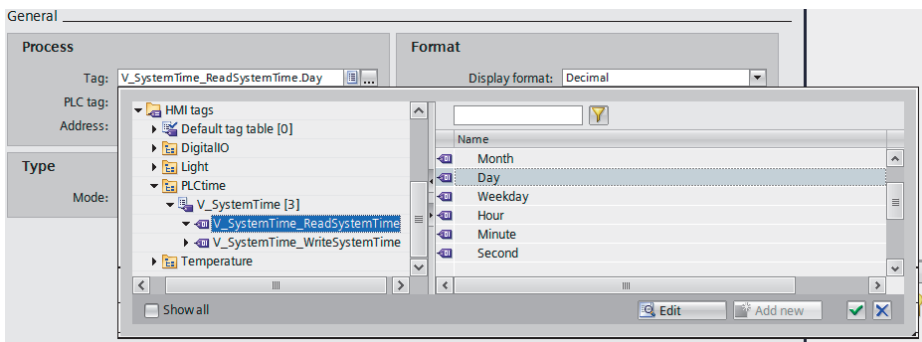 General
Process
Format
Tag: V_SystemTime_ReadSystemTime.Day ...
Display format: Decimal
PLC tag:
Address:
Type
Mode:
HMI tags
Default tag table [0]
DigitalIO
Light
PLCtime
V_SystemTime [3]
V_SystemTime_ReadSystemTime
V_SystemTime_WriteSystemTime
Temperature
Name
Month
Day
Weekday
Hour
Minute
Second
Show all
Edit
Add new